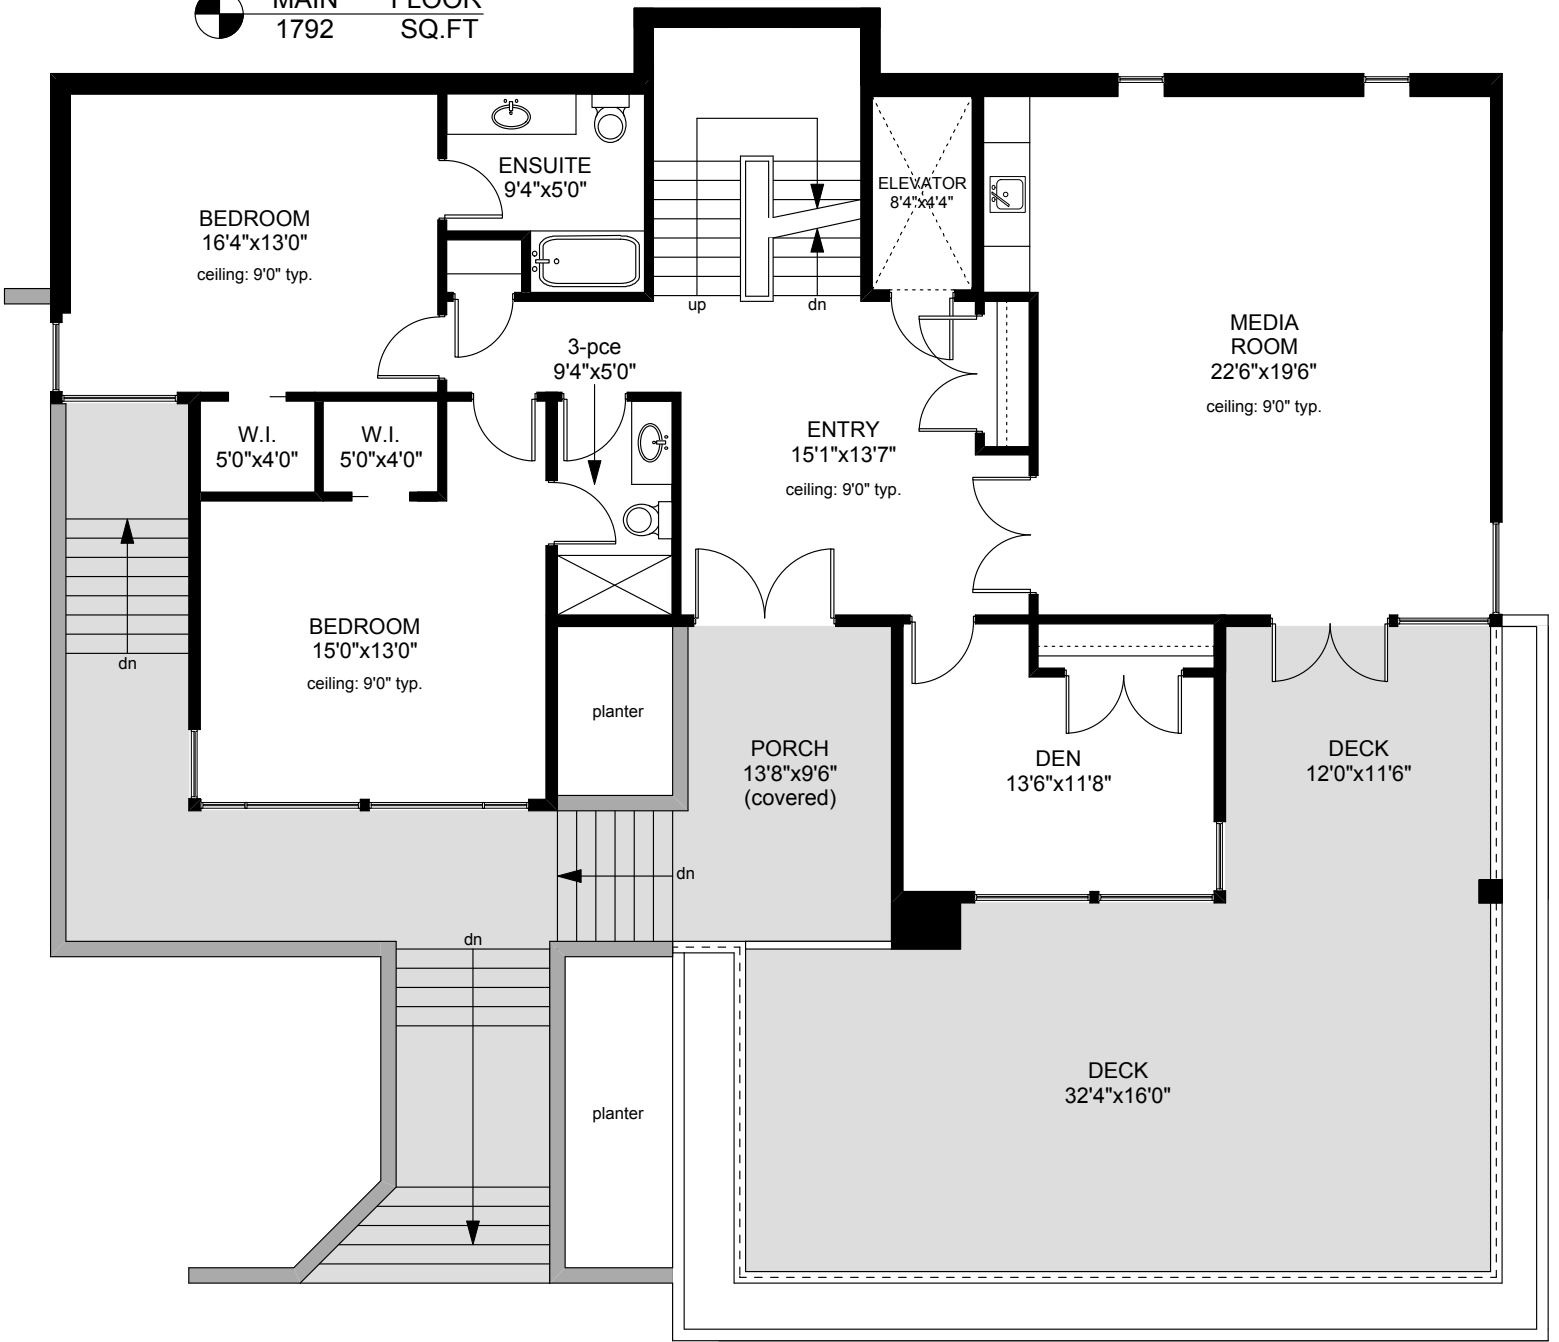 MAIN FLOOR
1792 SQ.FT
ENSUITE
9'4"x5'0"
ELEVATOR
8'4"x4'4"
BEDROOM
16'4"x13'0"
ceiling: 9'0" typ.
up
dn
3-pce
9'4"x5'0"
MEDIA
ROOM
22'6"x19'6"
ceiling: 9'0" typ.
W.I.
5'0"x4'0"
W.I.
5'0"x4'0"
ENTRY
15'1"x13'7"
ceiling: 9'0" typ.
dn
BEDROOM
15'0"x13'0"
ceiling: 9'0" typ.
planter
PORCH
13'8"x9'6"
(covered)
DEN
13'6"x11'8"
DECK
12'0"x11'6"
dn
dn
DECK
32'4"x16'0"
planter